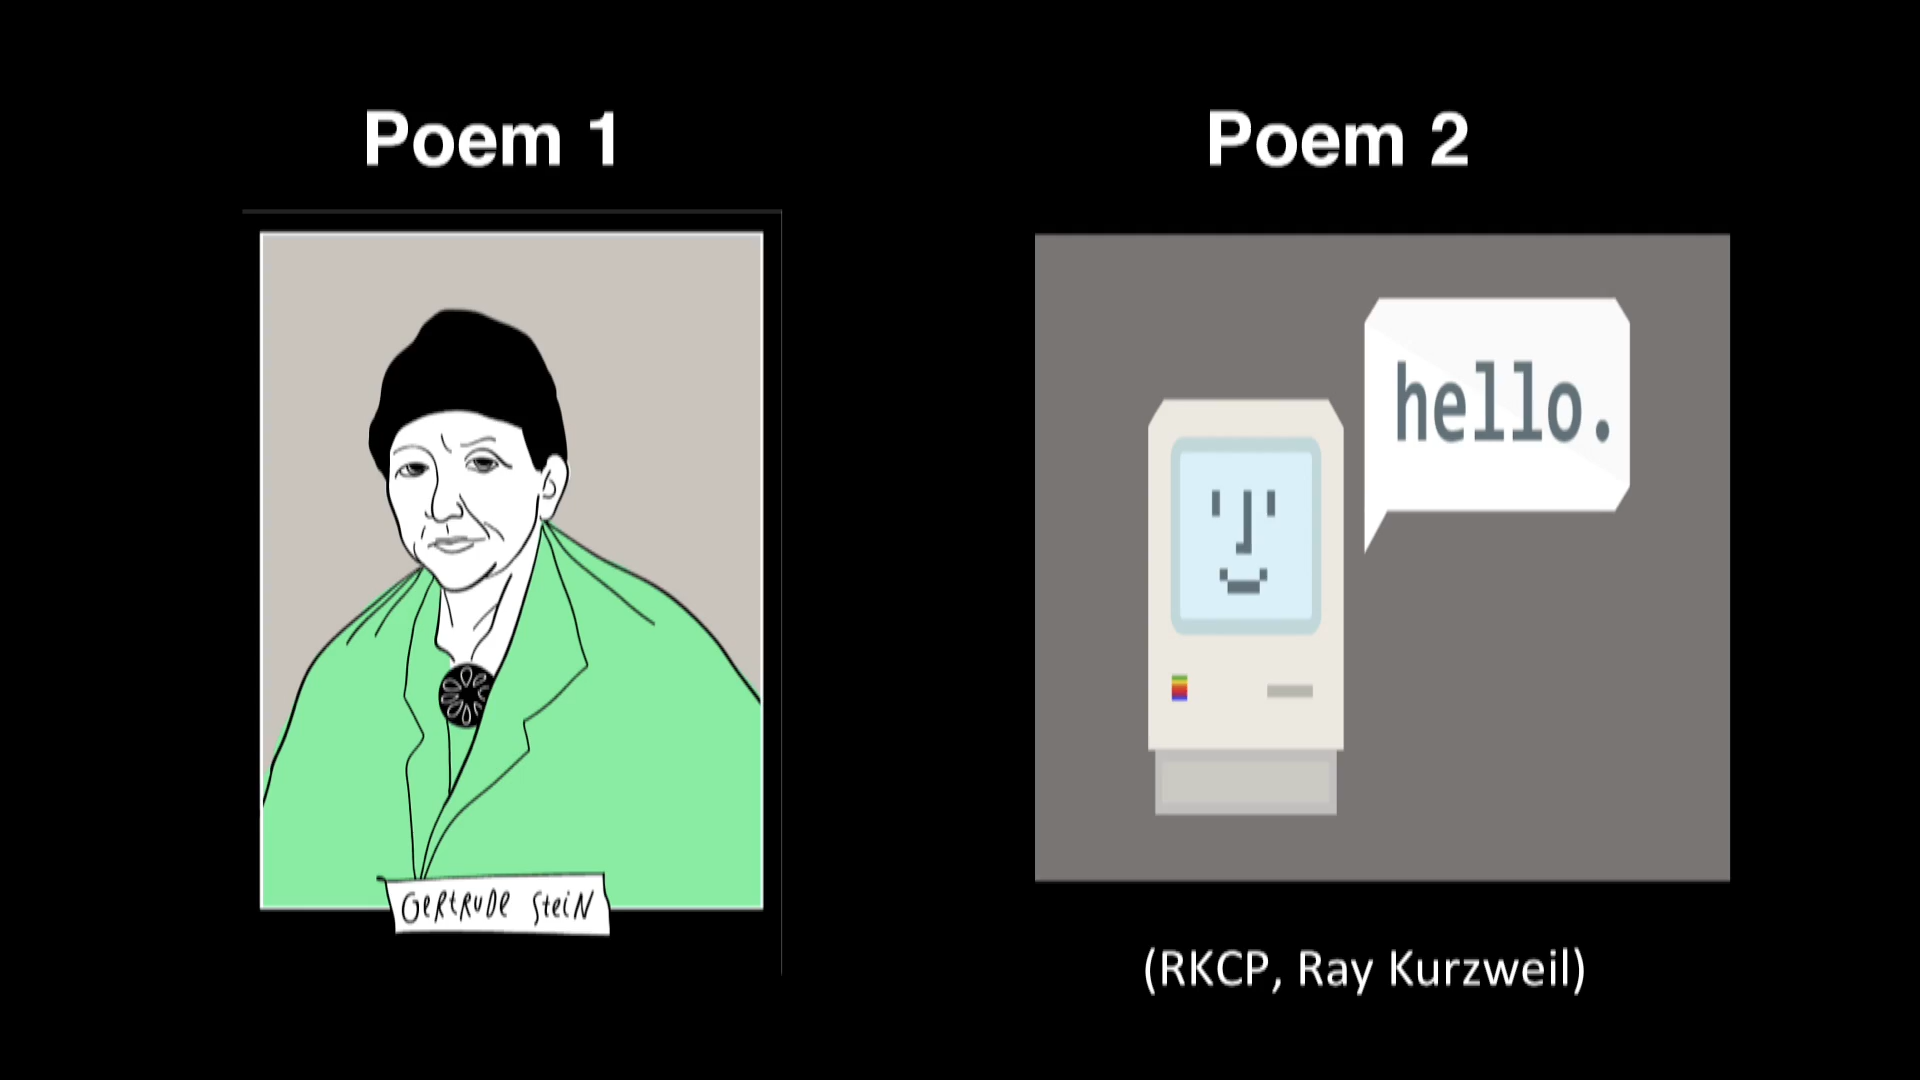 Poem 1
Poem 2
hello.
GERTRUDE SteiN
(RKCP, Ray Kurzweil)